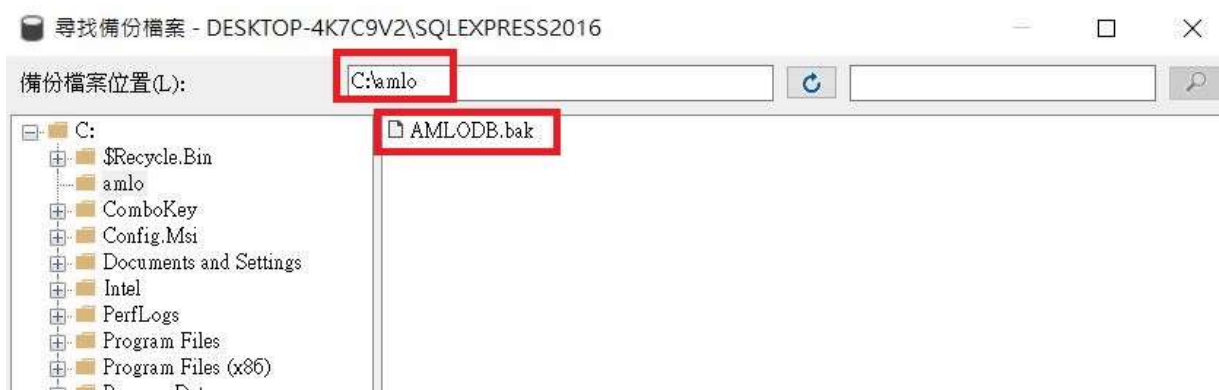 尋找備份檔案 - DESKTOP-4K7C9V2\SQLEXPRESS2016
備份檔案位置(L):
C:\amlo
C:
$Recycle.Bin
amlo
ComboKey
Config.Msi
Documents and Settings
Intel
PerfLogs
Program Files
Program Files (x86)
AMLODB.bak